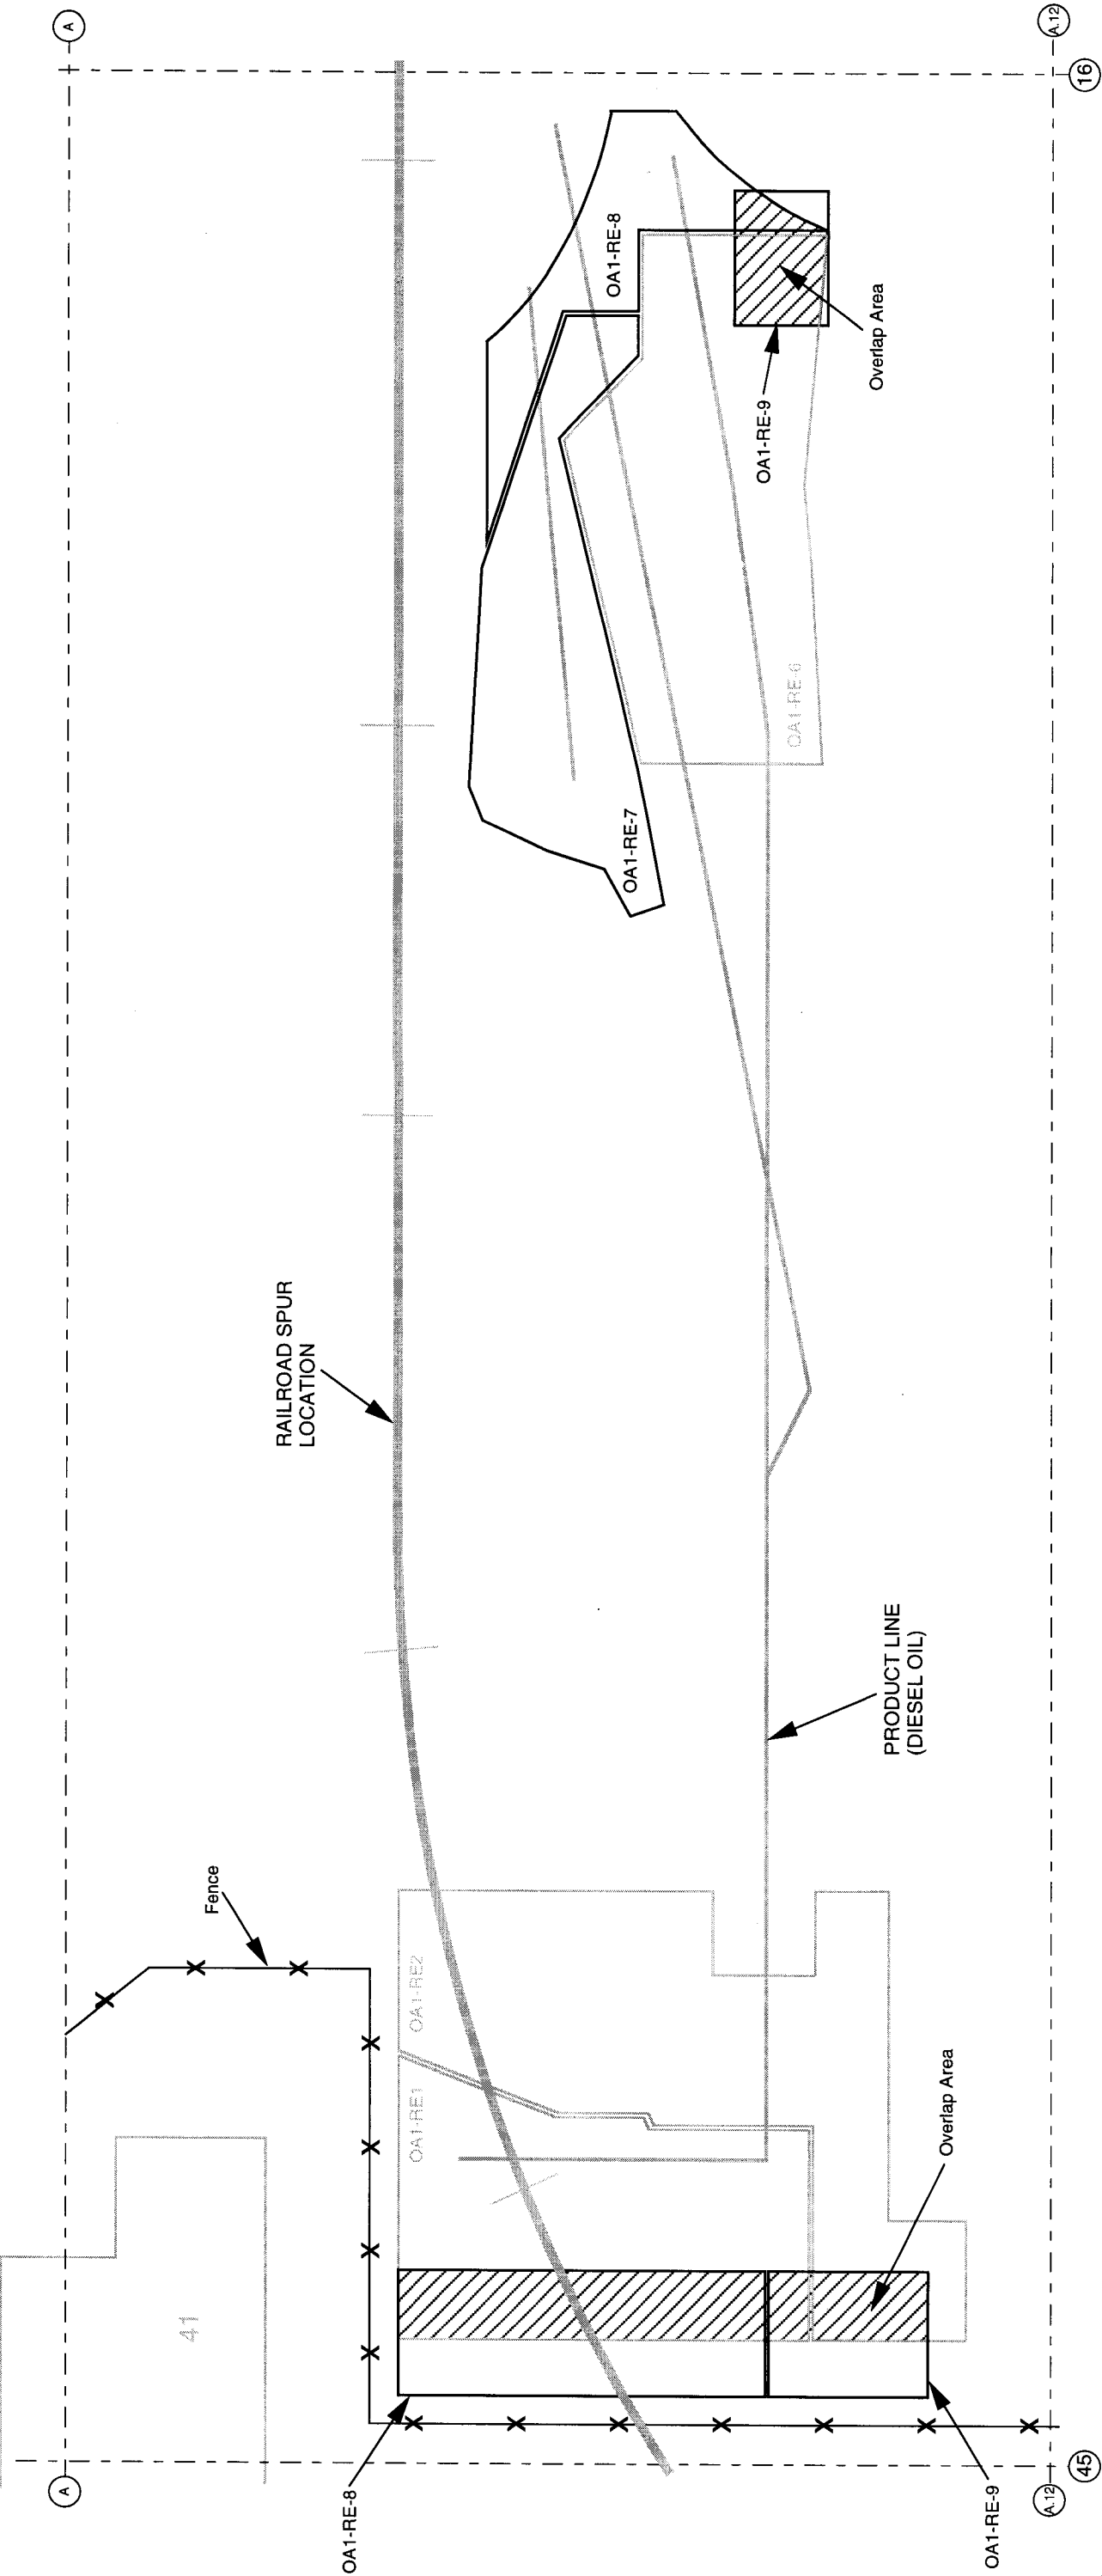 A
A
A.12
A.12
16
45
OA1-RE-8
OA1-RE-9
Overlap Area
OA1-RE-7
OA1-RE-6
RAILROAD SPUR
LOCATION
PRODUCT LINE
(DIESEL OIL)
Fence
OA1-RE2
OA1-RE1
Overlap Area
41
OA1-RE-8
OA1-RE-9